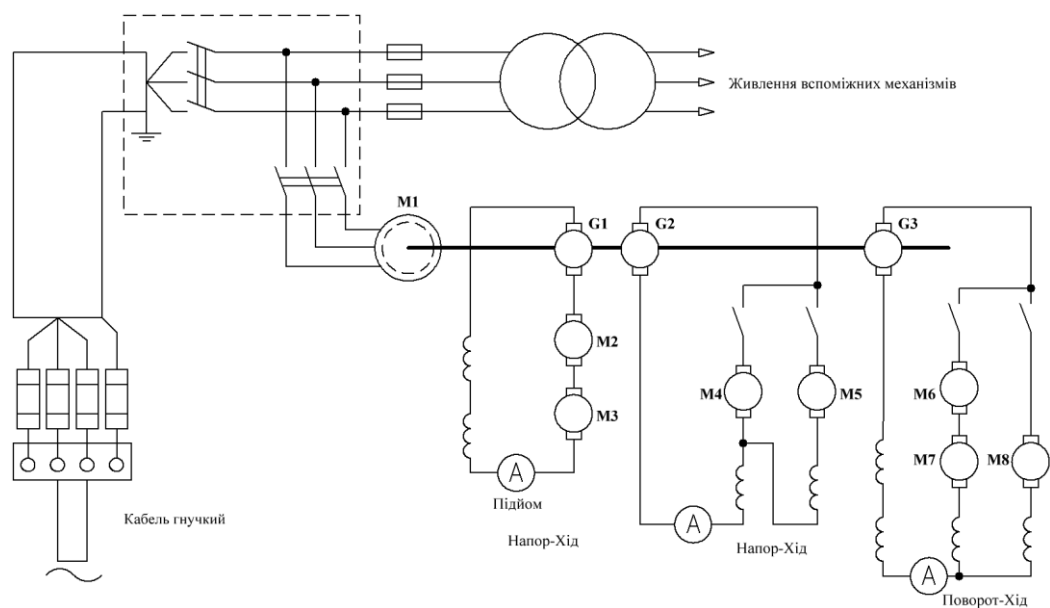 Живлення вспоміжних механізмів
M1
G1
G2
G3
M2
M4
M5
M6
M3
M7
M8
A
Підйом
Кабель гнучкий
A
Напор-Хід
Напор-Хід
A
Поворот-Хід